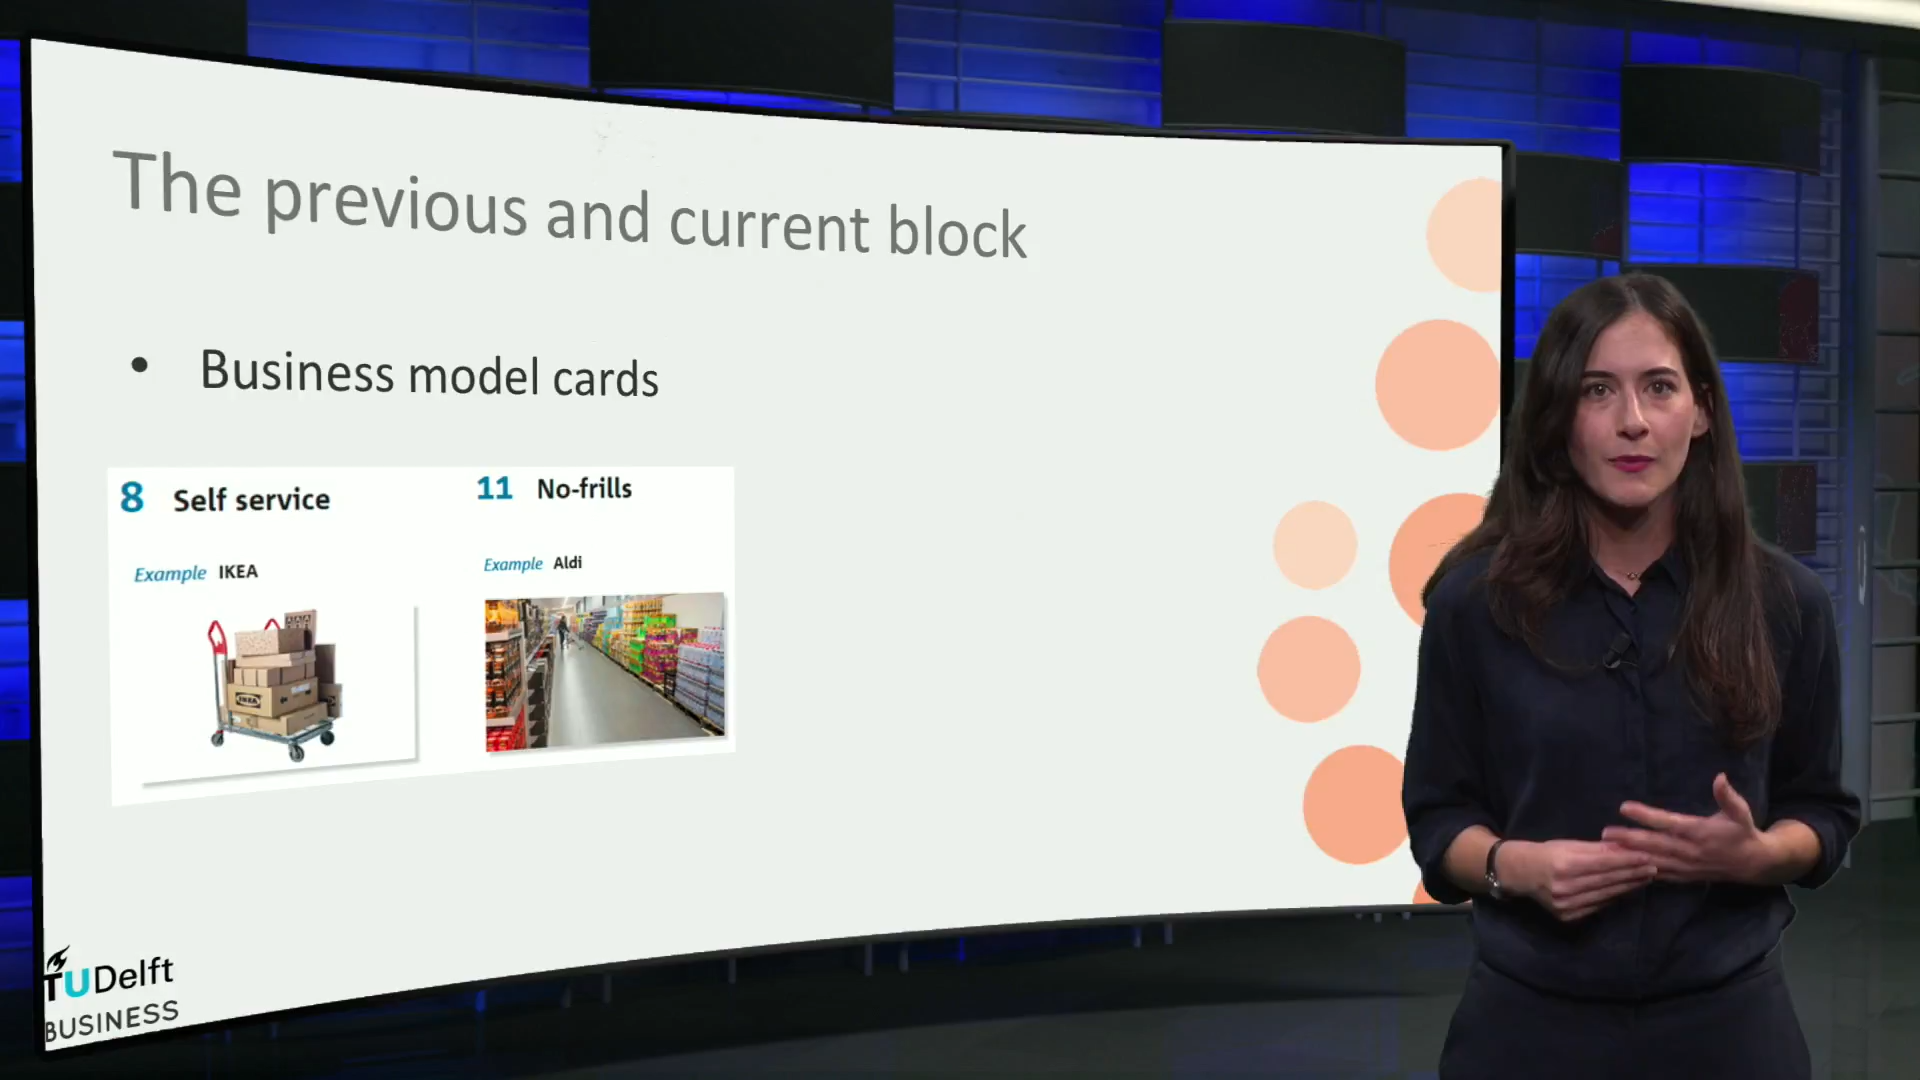 The previous and current block
• Business model cards
8 Self service
Example IKEA
11 No-frills
Example Aldi
IKEA
TUDelft
BUSINESS